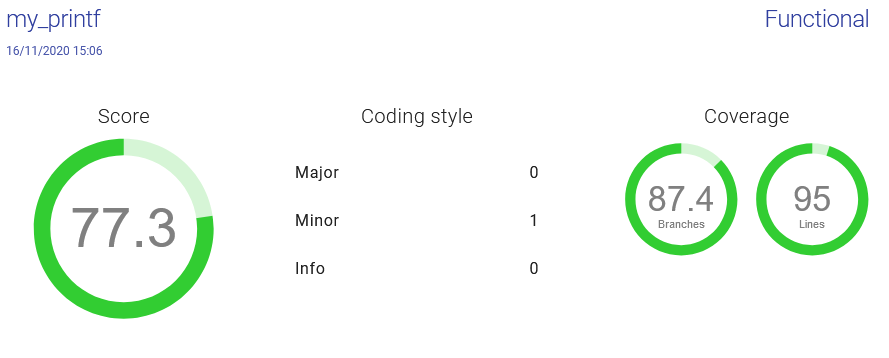 my_printf
Functional
16/11/2020 15:06
Score
Coding style
Coverage
77.3
Major 0
Minor 1
Info 0
87.4
Branches
95
Lines